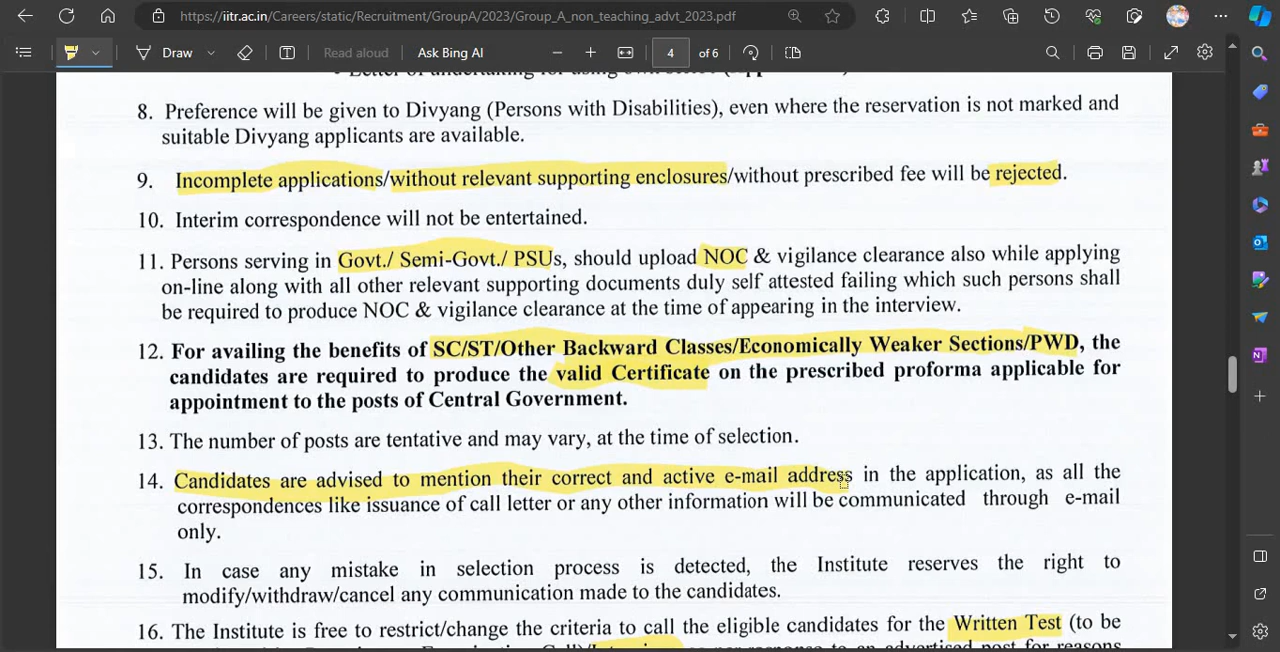 https://iitr.ac.in/Careers/static/Recruitment/GroupA/2023/Group_A_non_teaching_advt_2023.pdf
Draw
Read aloud
Ask Bing AI
4 of 6
8. Preference will be given to Divyang (Persons with Disabilities), even where the reservation is not marked and
suitable Divyang applicants are available.
9. Incomplete applications/without relevant supporting enclosures/without prescribed fee will be rejected.
10. Interim correspondence will not be entertained.
11. Persons serving in Govt./ Semi-Govt./ PSUs, should upload NOC & vigilance clearance also while applying
on-line along with all other relevant supporting documents duly self attested failing which such persons shall
be required to produce NOC & vigilance clearance at the time of appearing in the interview.
12. For availing the benefits of SC/ST/Other Backward Classes/Economically Weaker Sections/PWD, the
candidates are required to produce the valid Certificate on the prescribed proforma applicable for
appointment to the posts of Central Government.
13. The number of posts are tentative and may vary, at the time of selection.
14. Candidates are advised to mention their correct and active e-mail address in the application, as all the
correspondences like issuance of call letter or any other information will be communicated through e-mail
only.
15. In case any mistake in selection process is detected, the Institute reserves the right to
modify/withdraw/cancel any communication made to the candidates.
16. The Institute is free to restrict/change the criteria to call the eligible candidates for the Written Test (to be